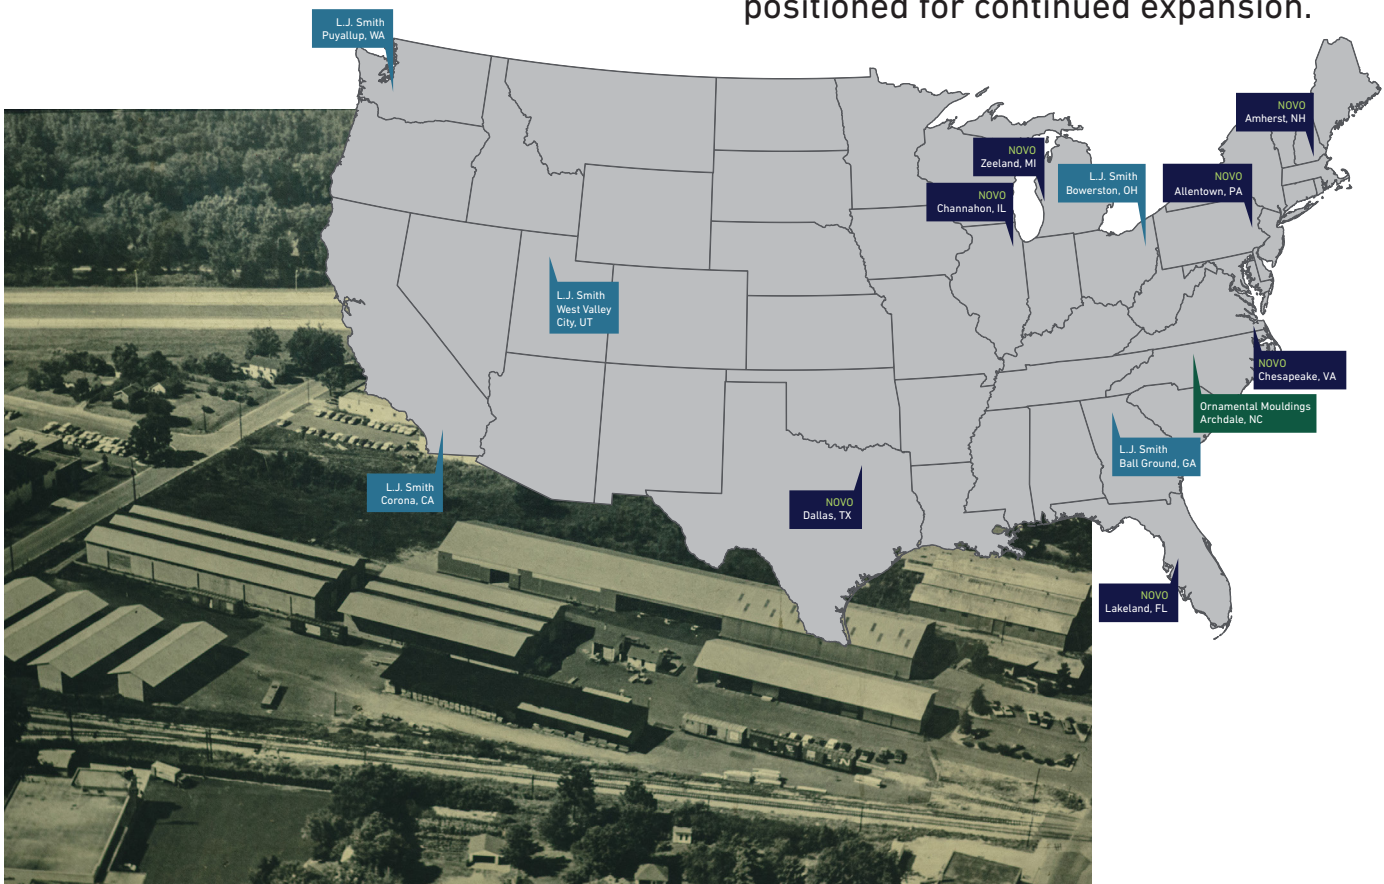 positioned for continued expansion.
L.J. Smith
Puyallup, WA
NOVO
Amherst, NH
NOVO
Zeeland, MI
L.J. Smith
Bowerston, OH
NOVO
Allentown, PA
NOVO
Channahon, IL
L.J. Smith
West Valley
City, UT
NOVO
Chesapeake, VA
Ornamental Mouldings
Archdale, NC
L.J. Smith
Ball Ground, GA
L.J. Smith
Corona, CA
NOVO
Dallas, TX
NOVO
Lakeland, FL